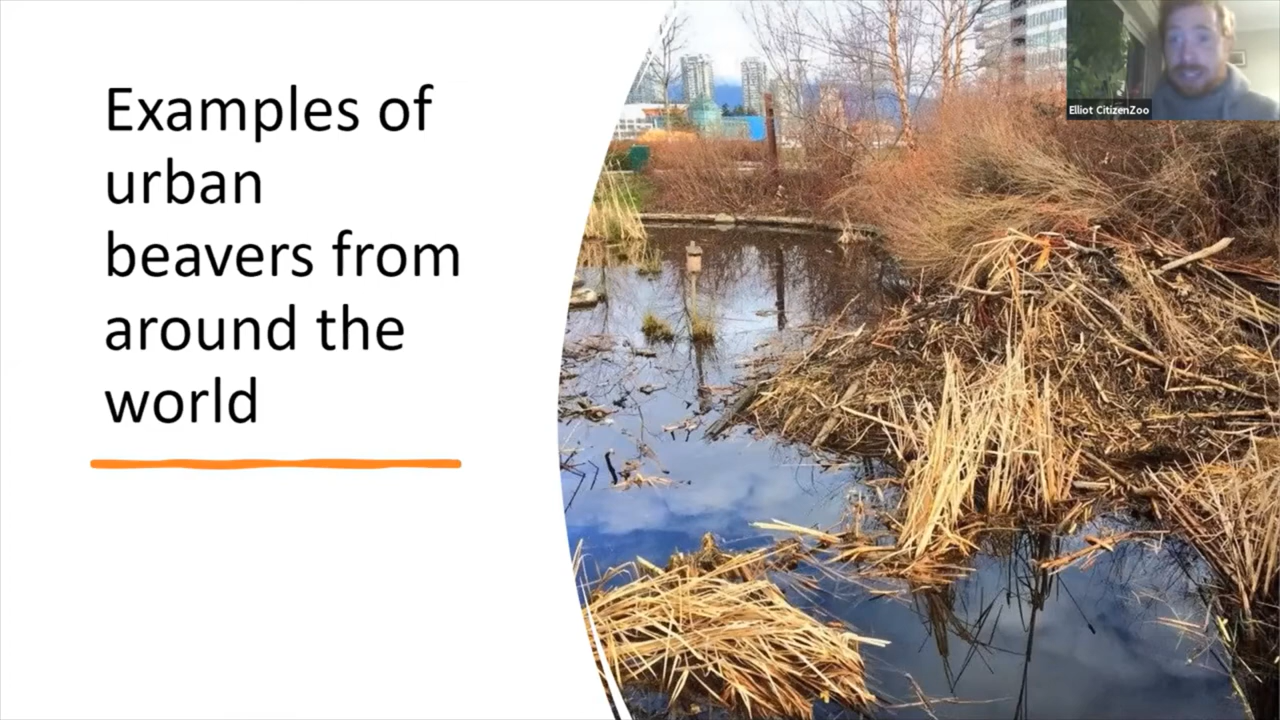 Examples of
urban
beavers from
around the
world
Elliot CitizenZoo